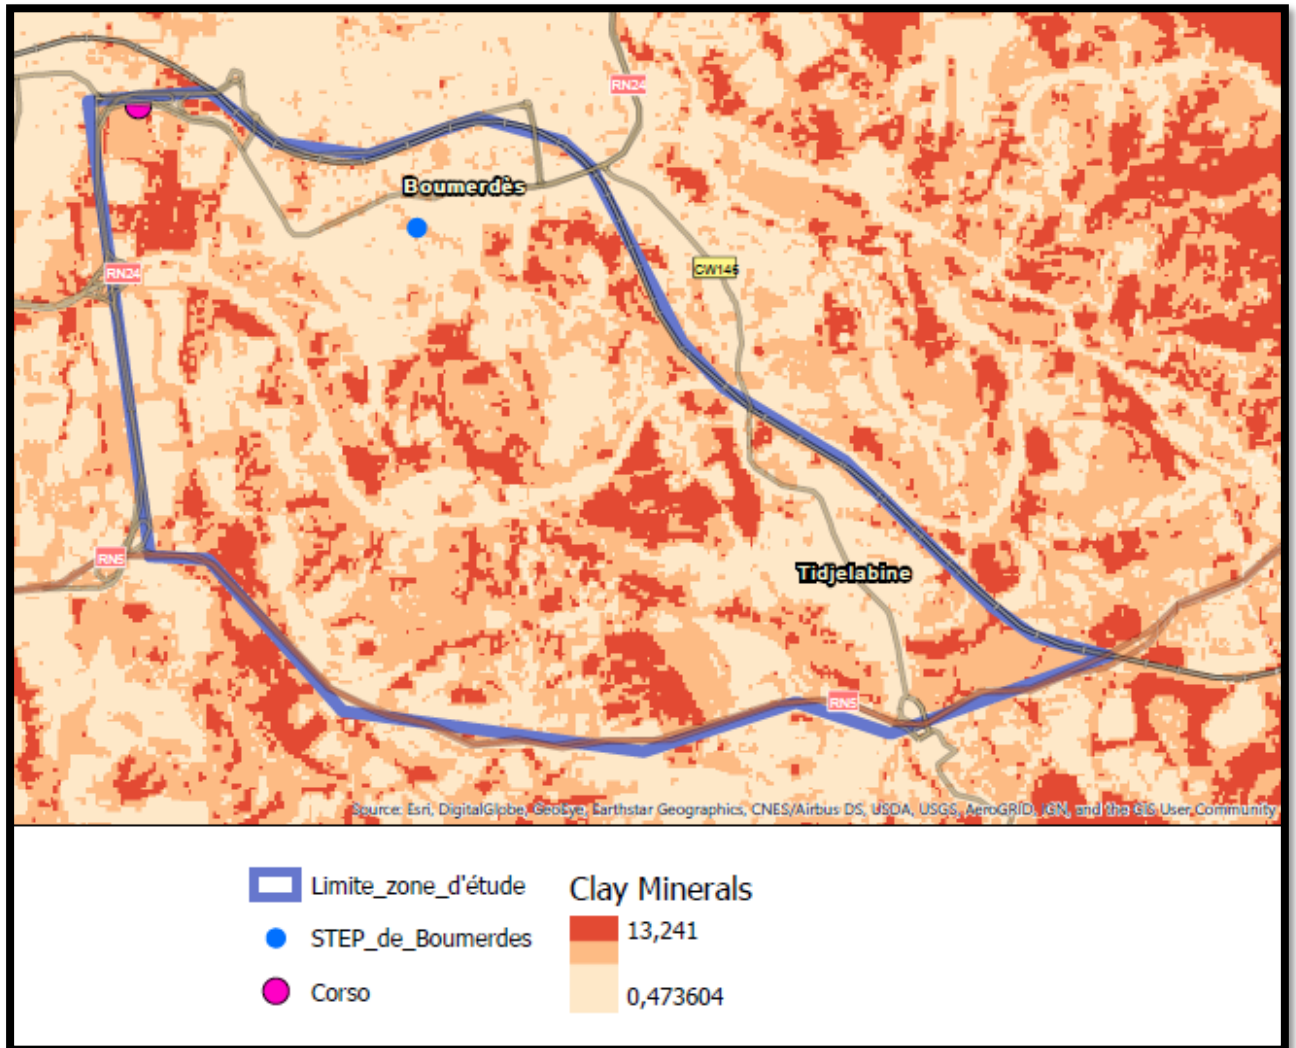 RN24
Boumerdès
CW146
RN24
RN5
Tidjelabine
RN5
Source: Esri, DigitalGlobe, GeoEye, Earthstar Geographics, CNES/Airbus DS, USDA, USGS, AeroGRID, IGN, and the GIS User Community
Limite_zone_d'étude
STEP_de_Boumerdes
Corso
Clay Minerals
13,241
0,473604